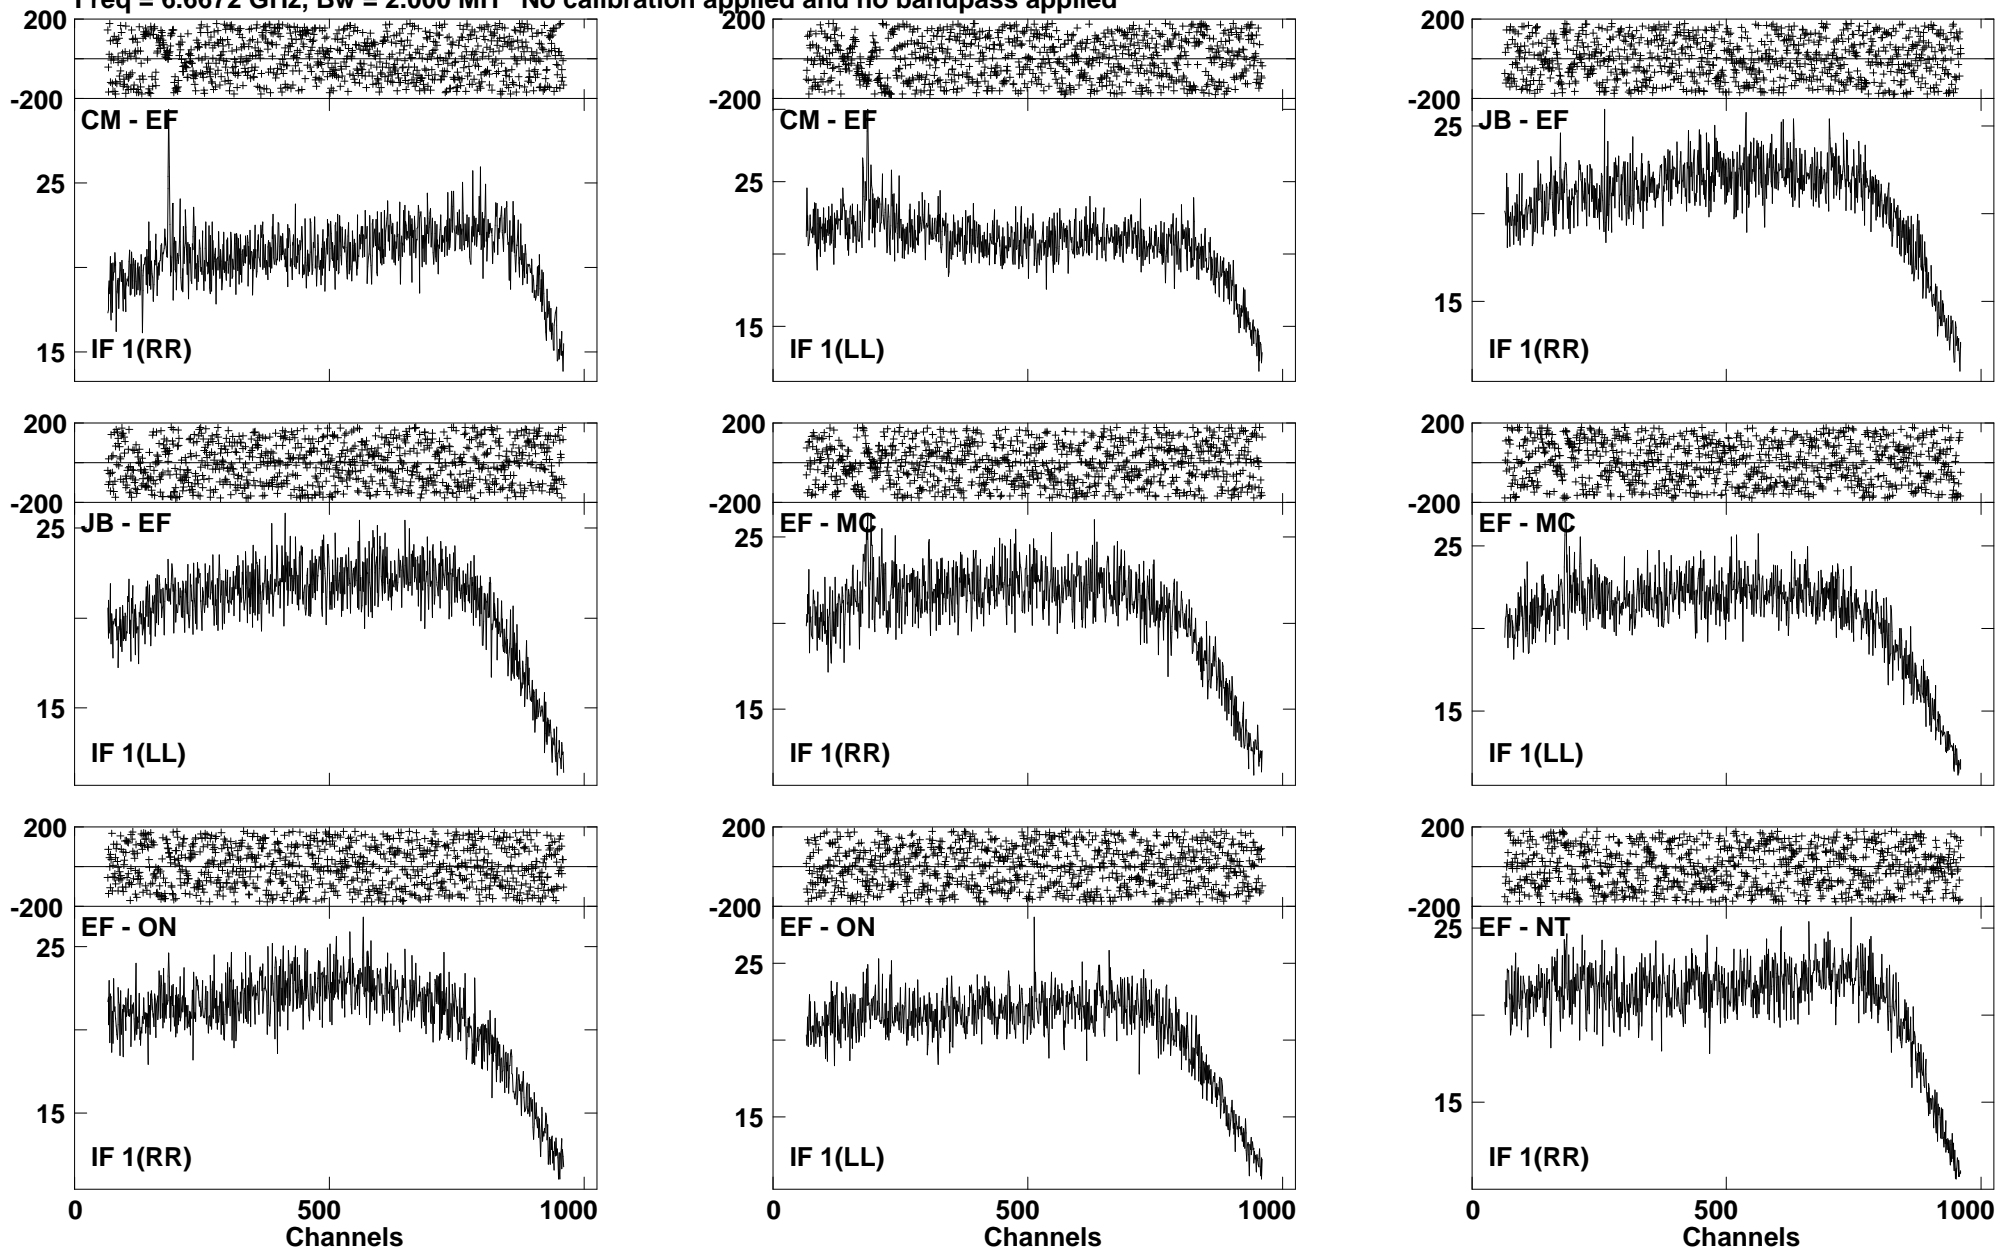 Freq = 6.6672 GHz, Bw = 2.000 MH No calibration applied and no bandpass applied
200
-200
CM - EF
25
15
IF 1(RR)
CM - EF
25
15
IF 1(LL)
-200
JB - EF
25
15
IF 1(RR)
200
-200
JB - EF
25
15
IF 1(LL)
200
-200
EF - MC
25
15
IF 1(RR)
200
-200
EF - MC
25
15
IF 1(LL)
200
-200
EF - ON
25
15
IF 1(RR)
0 500 1000
Channels
200
-200
EF - ON
25
15
IF 1(LL)
0 500 1000
Channels
200
-200
EF - NT
25
15
IF 1(RR)
0 500 1000
Channels